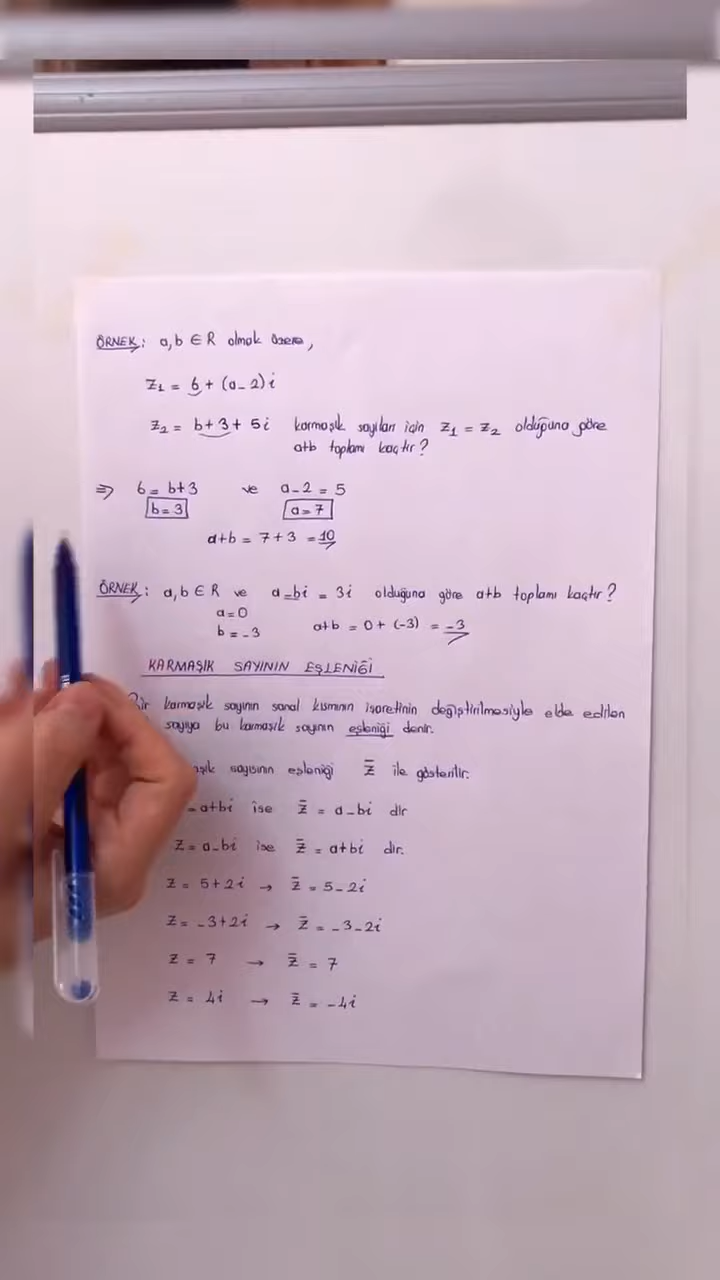 ÖRNEK: a,b ∈ R olmak üzere,
z₁ = 6 + (a-2)i
z₂ = b+3 + 5i karmaşık sayıları için z₁ = z₂ olduğuna göre
a+b toplamı kaçtır?
⇒ 6 = b+3 ve a-2 = 5
b=3 a=7
a+b = 7+3 = 10
ÖRNEK: a,b ∈ R ve a-bi = 3i olduğuna göre a+b toplamı kaçtır?
a=0
b=-3 a+b = 0 + (-3) = -3
KARMAŞIK SAYININ EŞLENİĞİ
karmaşık sayının sanal kısmının işaretinin değiştirilmesiyle elde edilen
sayıya bu karmaşık sayının eşleniği denir.
sayısının eşleniği z̄ ile gösterilir.
a+bi ise z̄ = a-bi dir
z=a-bi ise z̄ = a+bi dir.
z = 5+2i → z̄ = 5-2i
z = -3+2i → z̄ = -3-2i
z = 7 → z̄ = 7
z = 4i → z̄ = -4i